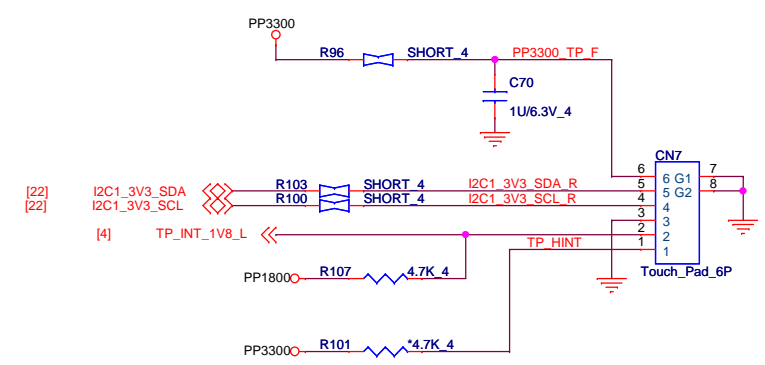 PP3300
R96 SHORT_4 PP3300_TP_F
C70
1U/6.3V_4
CN7
6 6 G1 7
[22] I2C1_3V3_SDA R103 SHORT_4 I2C1_3V3_SDA_R 5 5 G2 8
[22] I2C1_3V3_SCL R100 SHORT_4 I2C1_3V3_SCL_R 4 4
3 3
[4] TP_INT_1V8_L 2 2
TP_HINT 1 1
PP1800 R107 4.7K_4 Touch_Pad_6P
PP3300 R101 *4.7K_4